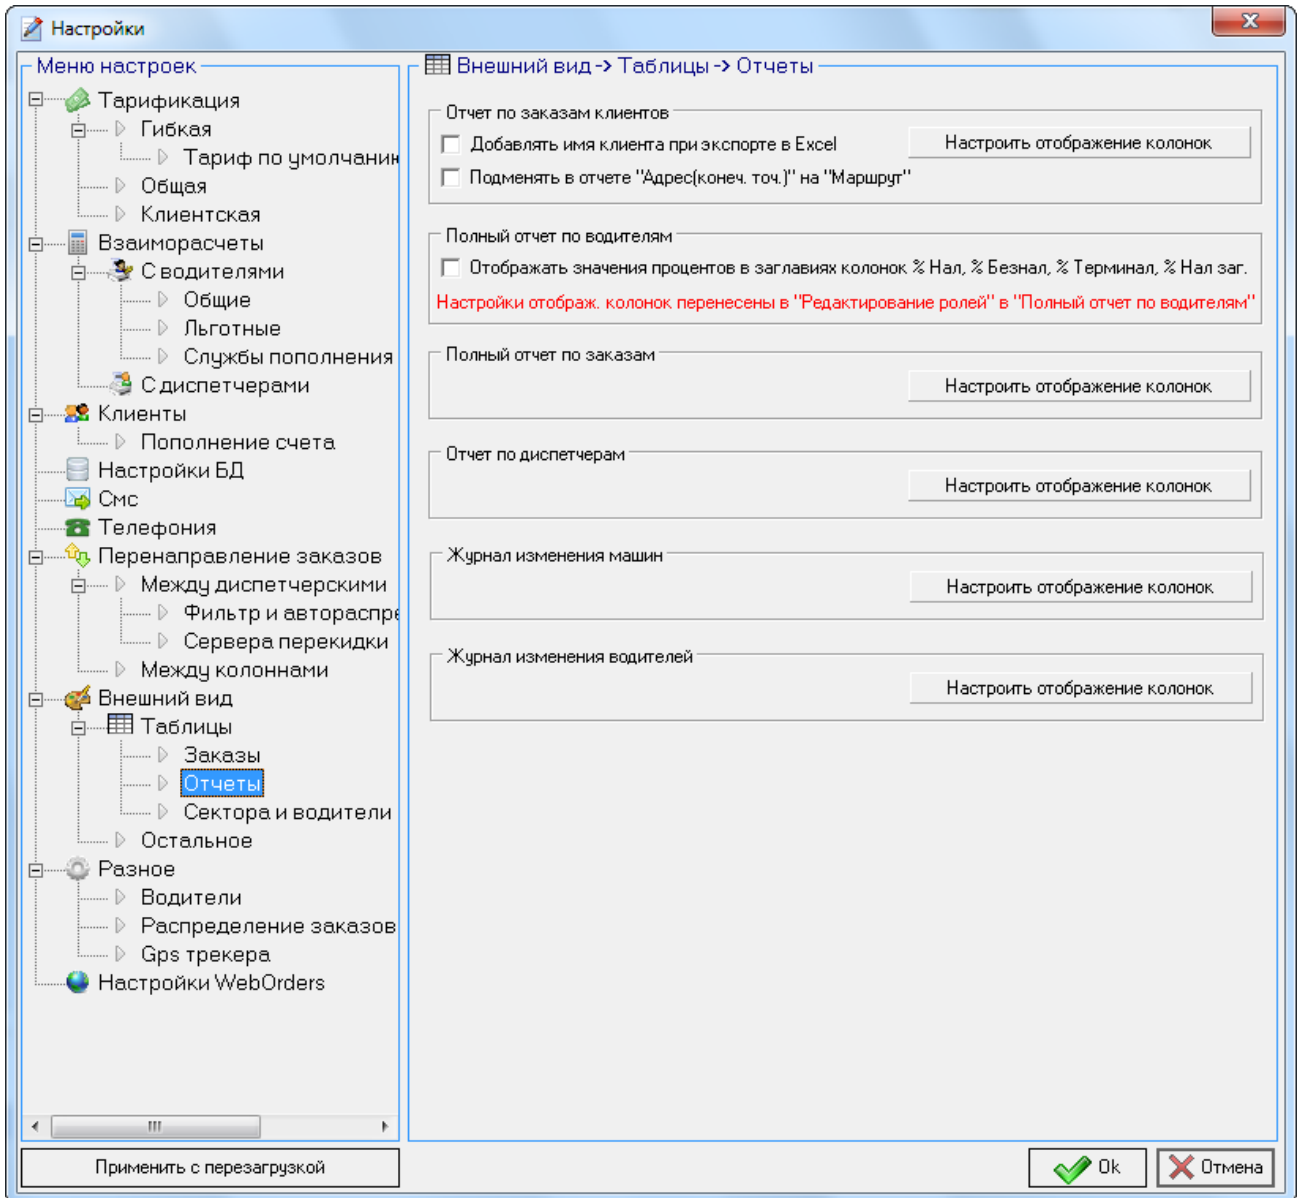 Настройки
Меню настроек
Тарификация
Гибкая
Тариф по умолчанин
Общая
Клиентская
Взаиморасчеты
С водителями
Общие
Льготные
Службы пополнения
С диспетчерами
Клиенты
Пополнение счета
Настройки БД
Смс
Телефония
Перенаправление заказов
Между диспетчерскими
Фильтр и автораспре
Сервера перекидки
Между колоннами
Внешний вид
Таблицы
Заказы
Отчеты
Сектора и водители
Остальное
Разное
Водители
Распределение заказов
Gps трекера
Настройки WebOrders
Применить с перезагрузкой
Внешний вид -> Таблицы -> Отчеты
Отчет по заказам клиентов
Добавлять имя клиента при экспорте в Excel
Настроить отображение колонок
Подменять в отчете "Адрес(конеч. точ.)" на "Маршрут"
Полный отчет по водителям
Отображать значения процентов в заглавиях колонок % Нал, % Безнал, % Терминал, % Нал заг.
Настройки отображ. колонок перенесены в "Редактирование ролей" в "Полный отчет по водителям"
Полный отчет по заказам
Настроить отображение колонок
Отчет по диспетчерам
Настроить отображение колонок
Журнал изменения машин
Настроить отображение колонок
Журнал изменения водителей
Настроить отображение колонок
Ok
Отмена